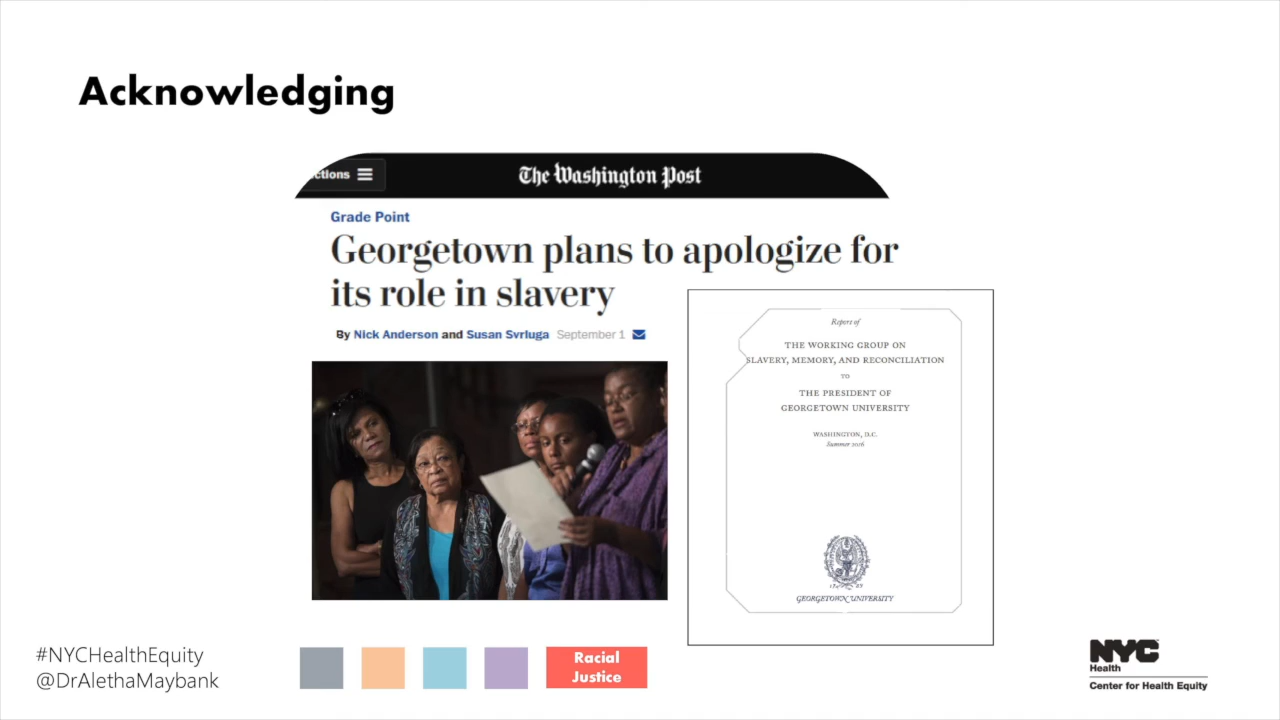 Acknowledging
ctions
The Washington Post
Grade Point
Georgetown plans to apologize for
its role in slavery
By Nick Anderson and Susan Svrluga September 1
Report of
THE WORKING GROUP ON
SLAVERY, MEMORY, AND RECONCILIATION
TO
THE PRESIDENT OF
GEORGETOWN UNIVERSITY
WASHINGTON, D.C.
Summer 2016
GEORGETOWN UNIVERSITY
#NYCHealthEquity
@DrAlethaMaybank
Racial
Justice
NYC
Health
Center for Health Equity